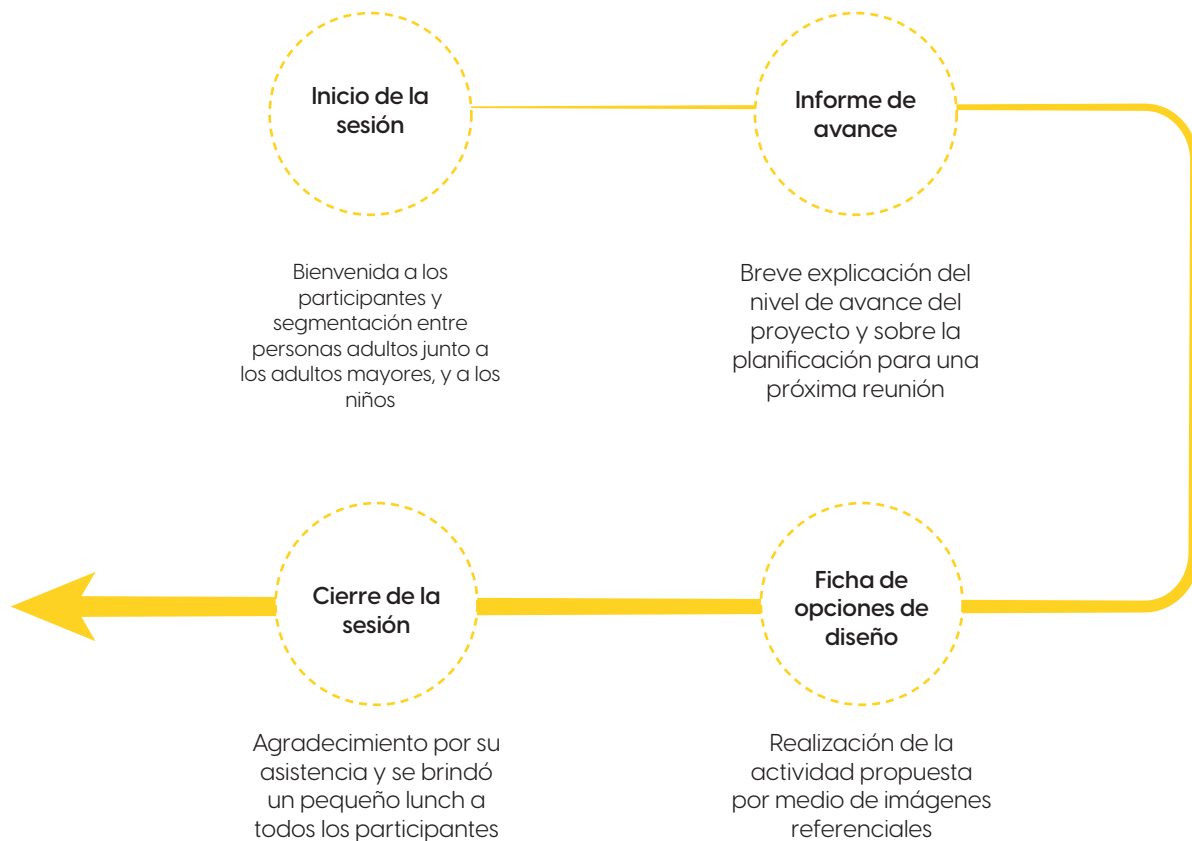 Inicio de la
sesión
Bienvenida a los
participantes y
segmentación entre
personas adultos junto a
los adultos mayores, y a los
niños
Informe de
avance
Breve explicación del
nivel de avance del
proyecto y sobre la
planificación para una
próxima reunión
Ficha de
opciones de
diseño
Realización de la
actividad propuesta
por medio de imágenes
referenciales
Cierre de la
sesión
Agradecimiento por su
asistencia y se brindó
un pequeño lunch a
todos los participantes